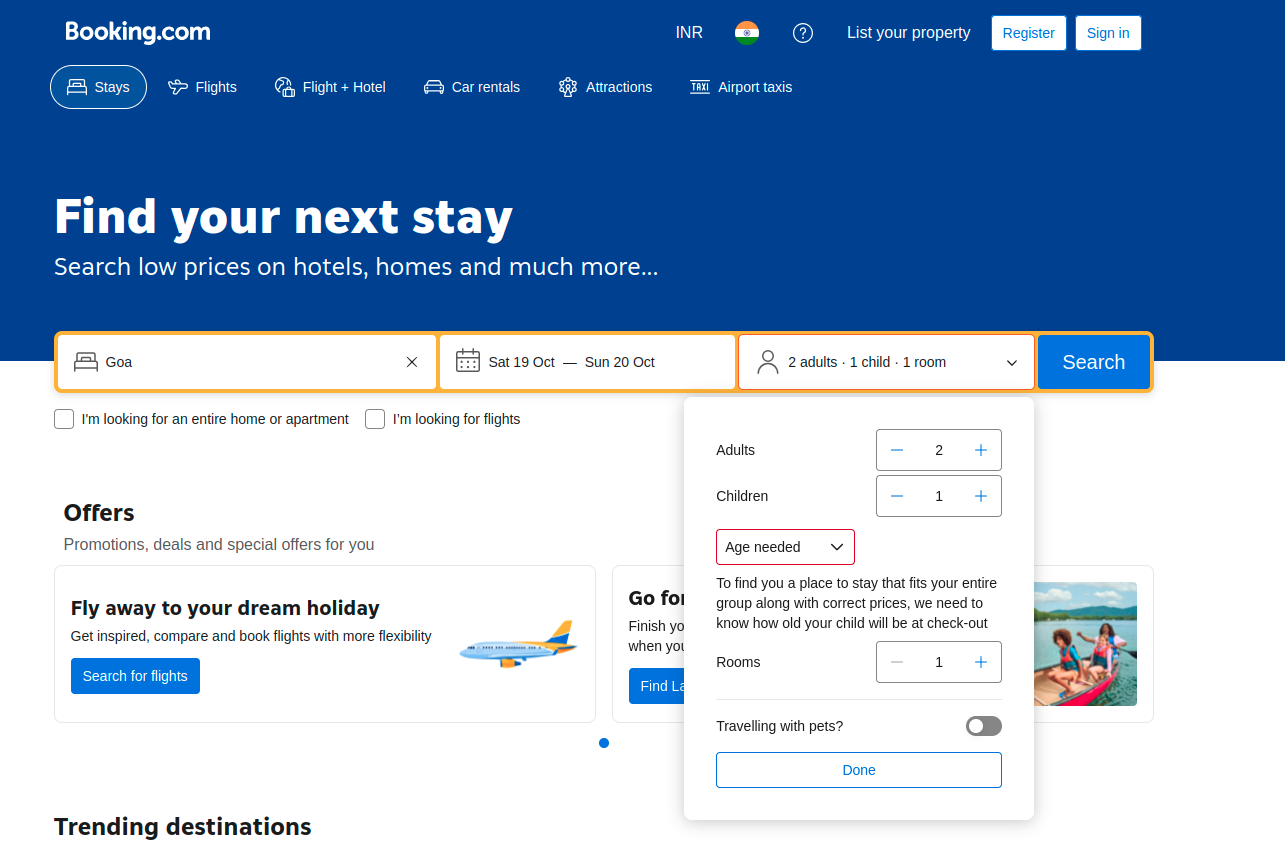 Booking.com
INR
List your property
Register
Sign in
Stays
Flights
Flight + Hotel
Car rentals
Attractions
TAXI
Airport taxis
Find your next stay
Search low prices on hotels, homes and much more...
Goa
Sat 19 Oct — Sun 20 Oct
2 adults · 1 child · 1 room
Search
I'm looking for an entire home or apartment
I’m looking for flights
Adults
2
Children
1
Age needed
To find you a place to stay that fits your entire
group along with correct prices, we need to
know how old your child will be at check-out
Rooms
1
Travelling with pets?
Done
Offers
Promotions, deals and special offers for you
Fly away to your dream holiday
Get inspired, compare and book flights with more flexibility
Search for flights
Go for
Finish yo
when you
Find La
Trending destinations